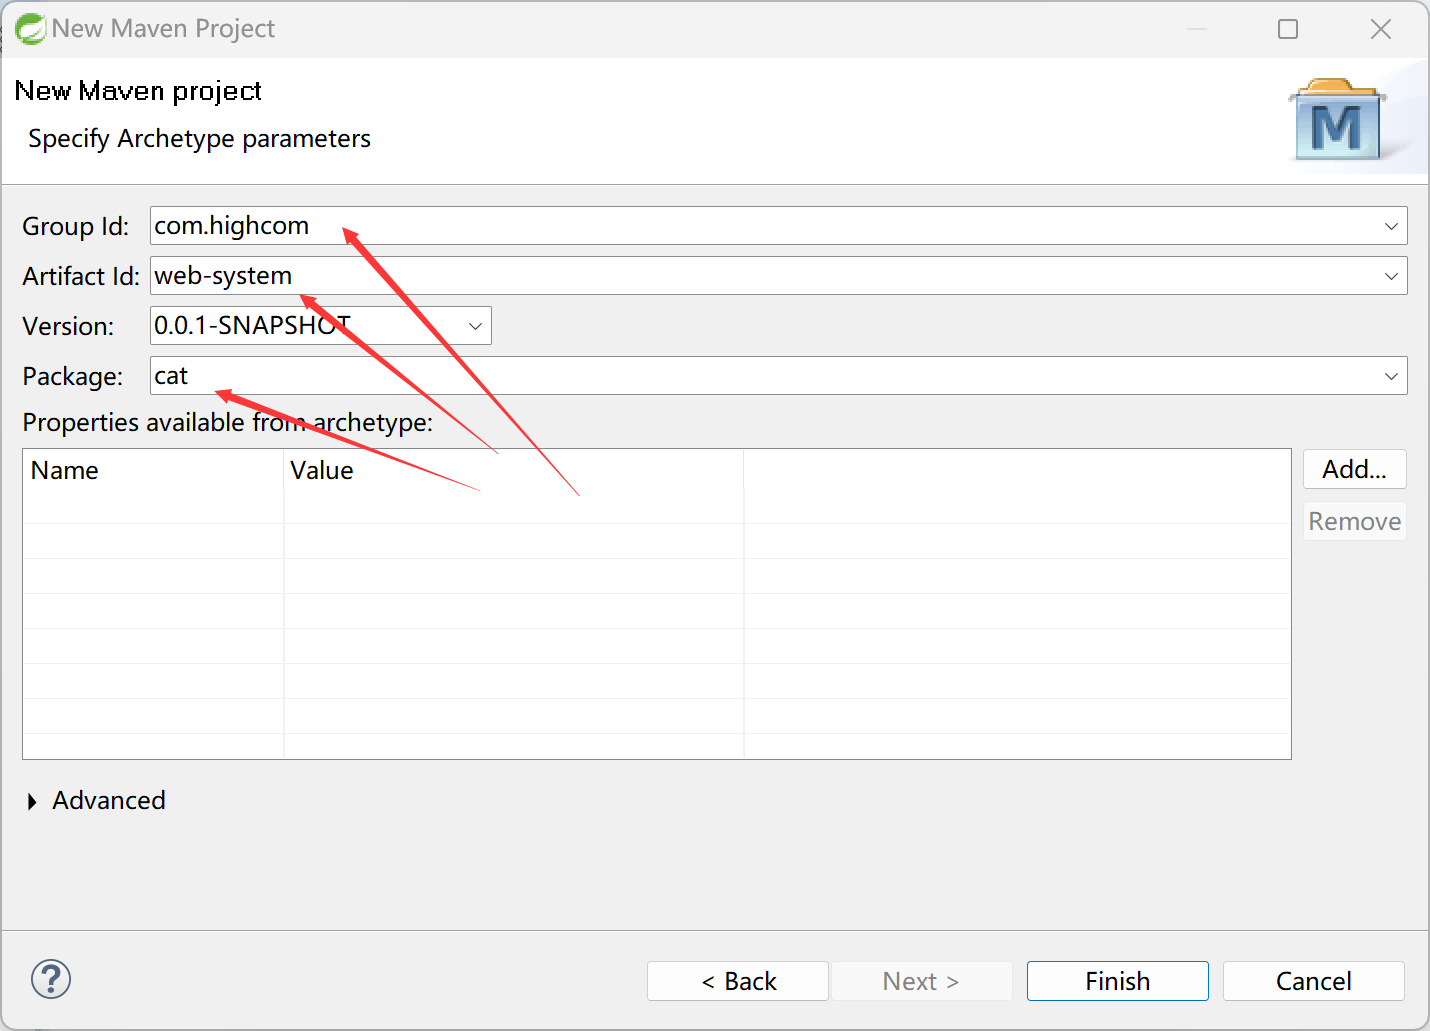 New Maven Project
New Maven project
Specify Archetype parameters
M
Group Id: com.highcom
Artifact Id: web-system
Version: 0.0.1-SNAPSHOT
Package: cat
Properties available from archetype:
Name Value
Add...
Remove
Advanced
? < Back Next > Finish Cancel